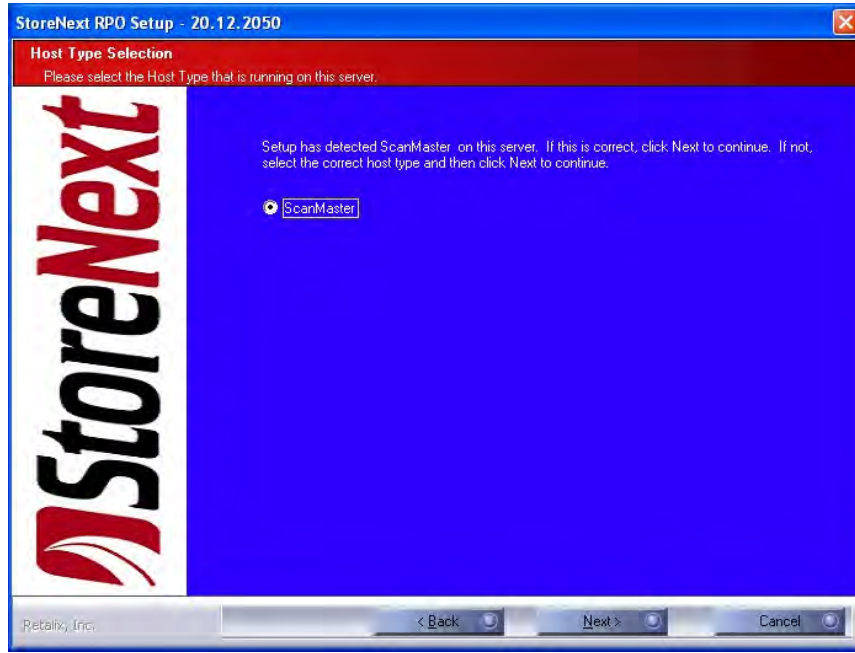 StoreNext RPO Setup - 20.12.2050
Host Type Selection
Please select the Host Type that is running on this server.
StoreNext
Setup has detected ScanMaster on this server. If this is correct, click Next to continue. If not,
select the correct host type and then click Next to continue.
ScanMaster
Retalix, Inc.
< Back
Next >
Cancel